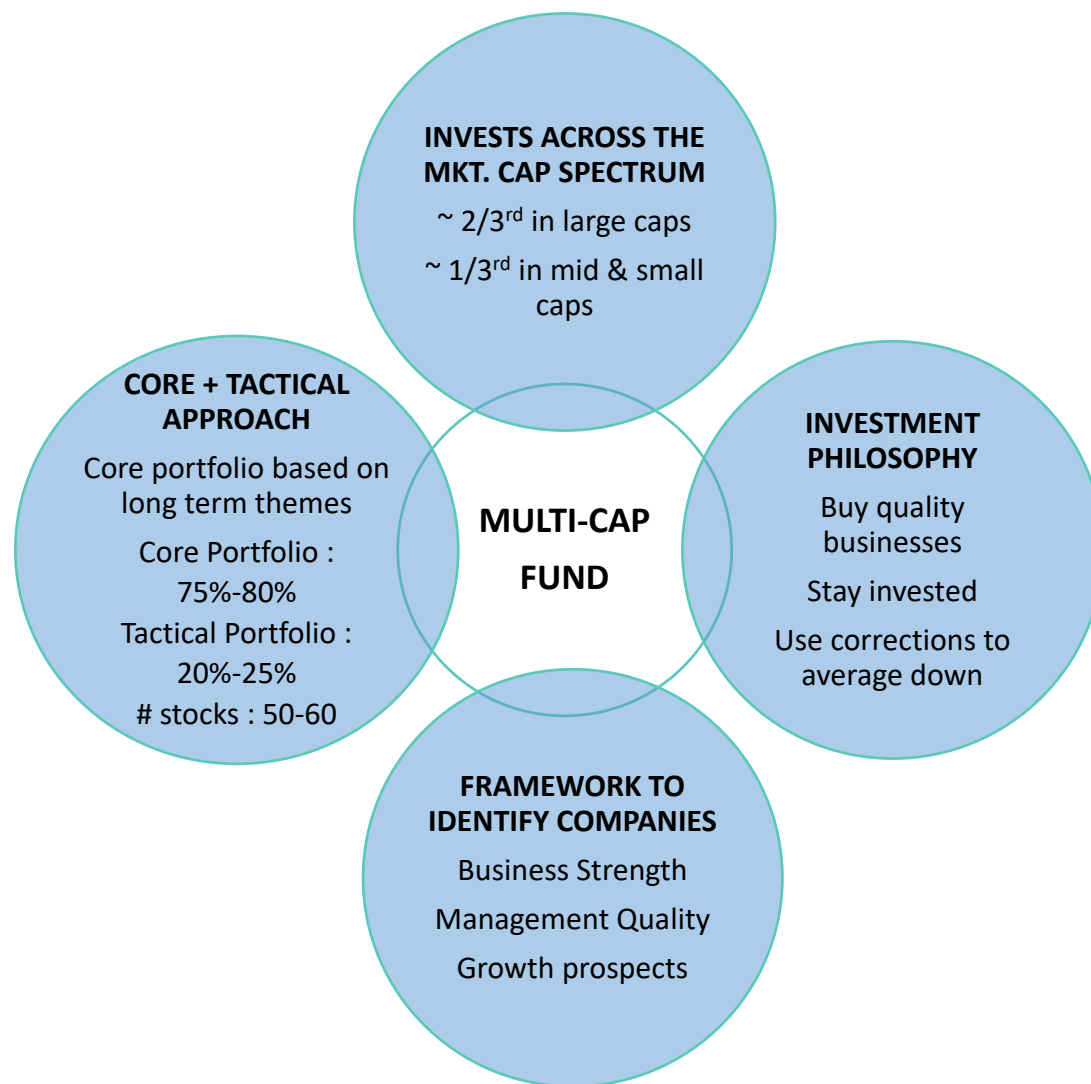 INVESTS ACROSS THE
MKT. CAP SPECTRUM
~ 2/3rd in large caps
~ 1/3rd in mid & small
caps
CORE + TACTICAL
APPROACH
Core portfolio based on
long term themes
Core Portfolio :
75%-80%
Tactical Portfolio :
20%-25%
# stocks : 50-60
MULTI-CAP
FUND
INVESTMENT
PHILOSOPHY
Buy quality
businesses
Stay invested
Use corrections to
average down
FRAMEWORK TO
IDENTIFY COMPANIES
Business Strength
Management Quality
Growth prospects